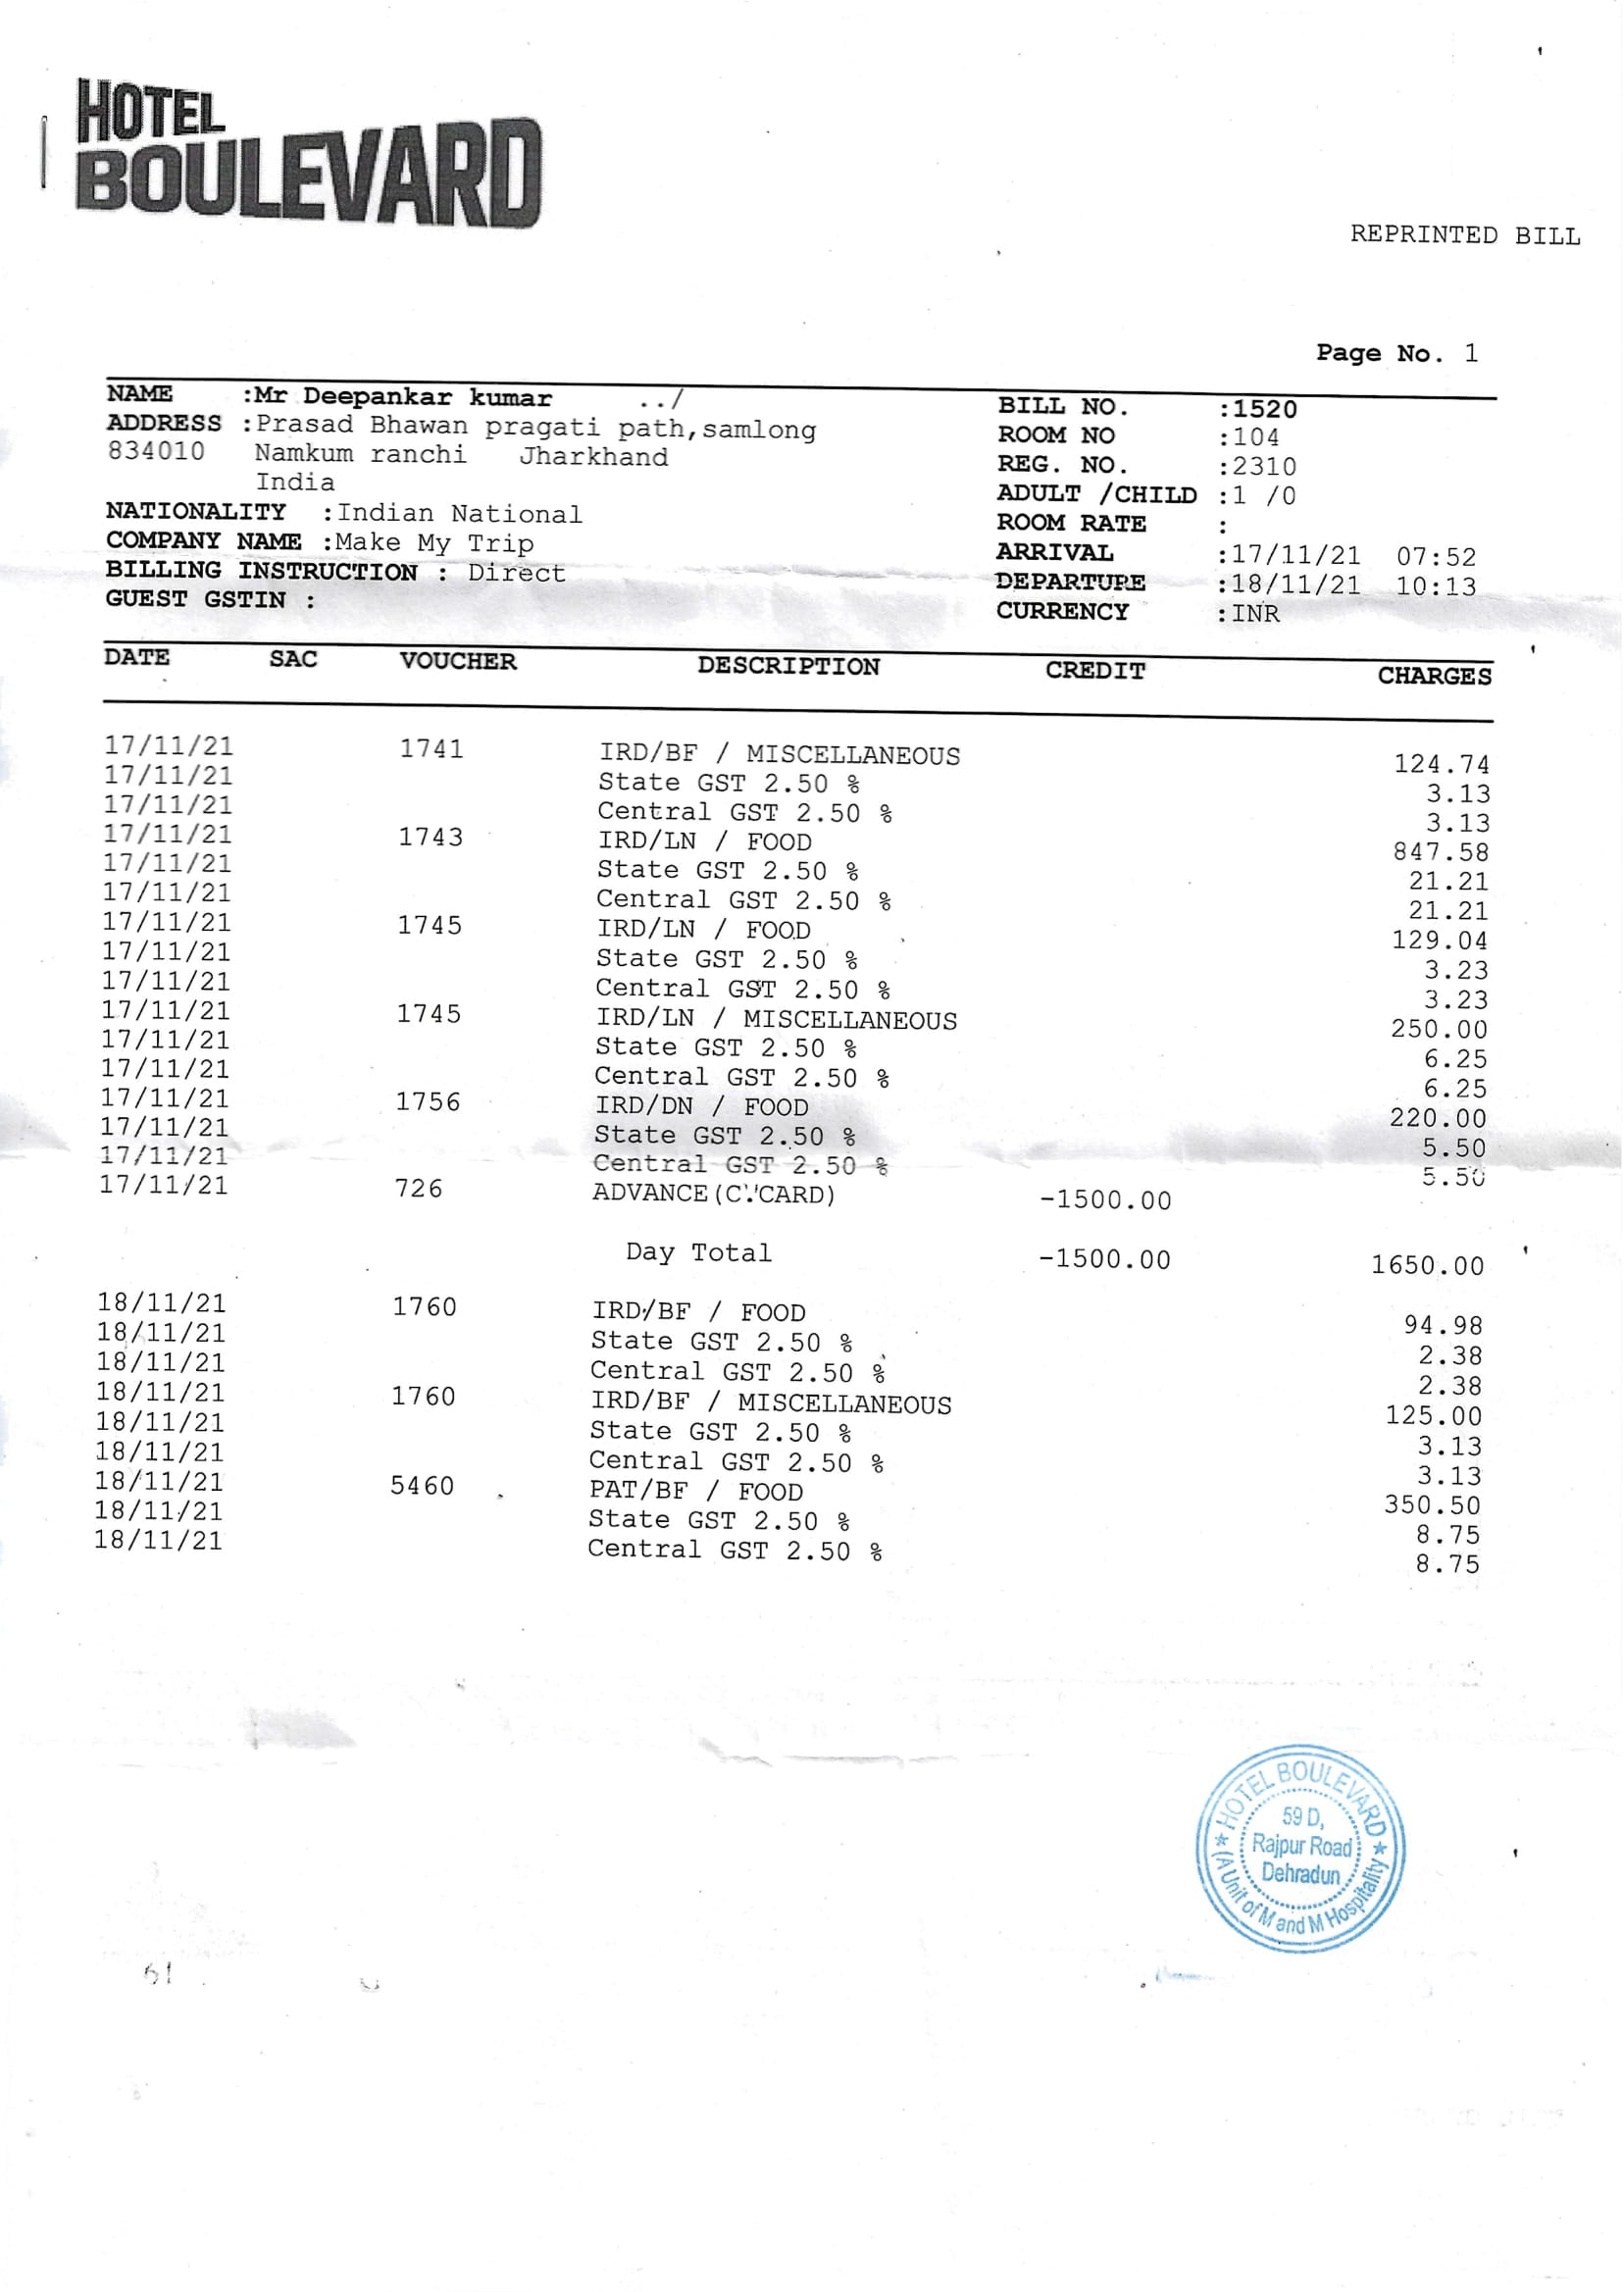 HOTEL
BOULEVARD
REPRINTED BILL
Page No. 1
NAME :Mr Deepankar kumar ../ BILL NO. :1520
ADDRESS :Prasad Bhawan pragati path,samlong ROOM NO :104
834010 Namkum ranchi Jharkhand REG. NO. :2310
India ADULT /CHILD :1 /0
NATIONALITY :Indian National ROOM RATE :
COMPANY NAME :Make My Trip ARRIVAL :17/11/21 07:52
BILLING INSTRUCTION : Direct DEPARTURE :18/11/21 10:13
GUEST GSTIN : CURRENCY :INR
DATE SAC VOUCHER DESCRIPTION CREDIT CHARGES
17/11/21 1741 IRD/BF / MISCELLANEOUS 124.74
17/11/21 State GST 2.50 % 3.13
17/11/21 Central GST 2.50 % 3.13
17/11/21 1743 IRD/LN / FOOD 847.58
17/11/21 State GST 2.50 % 21.21
17/11/21 Central GST 2.50 % 21.21
17/11/21 1745 IRD/LN / FOOD 129.04
17/11/21 State GST 2.50 % 3.23
17/11/21 Central GST 2.50 % 3.23
17/11/21 1745 IRD/LN / MISCELLANEOUS 250.00
17/11/21 State GST 2.50 % 6.25
17/11/21 Central GST 2.50 % 6.25
17/11/21 1756 IRD/DN / FOOD 220.00
17/11/21 State GST 2.50 % 5.50
17/11/21 Central GST 2.50 % 5.50
17/11/21 726 ADVANCE(C.CARD) -1500.00
Day Total -1500.00 1650.00
18/11/21 1760 IRD/BF / FOOD 94.98
18/11/21 State GST 2.50 % 2.38
18/11/21 Central GST 2.50 % 2.38
18/11/21 1760 IRD/BF / MISCELLANEOUS 125.00
18/11/21 State GST 2.50 % 3.13
18/11/21 Central GST 2.50 % 3.13
18/11/21 5460 PAT/BF / FOOD 350.50
18/11/21 State GST 2.50 % 8.75
18/11/21 Central GST 2.50 % 8.75
HOTEL BOULEVARD
59 D,
Rajpur Road
Dehradun
(A Unit of M and M Hospitality